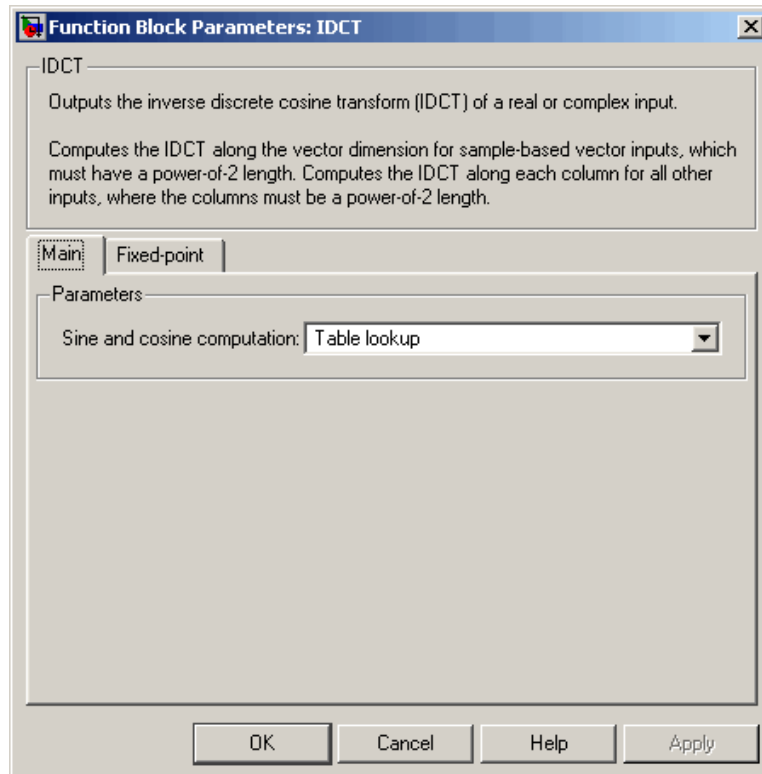 Function Block Parameters: IDCT
IDCT
Outputs the inverse discrete cosine transform (IDCT) of a real or complex input.
Computes the IDCT along the vector dimension for sample-based vector inputs, which
must have a power-of-2 length. Computes the IDCT along each column for all other
inputs, where the columns must be a power-of-2 length.
Main Fixed-point
Parameters
Sine and cosine computation: Table lookup
OK Cancel Help Apply